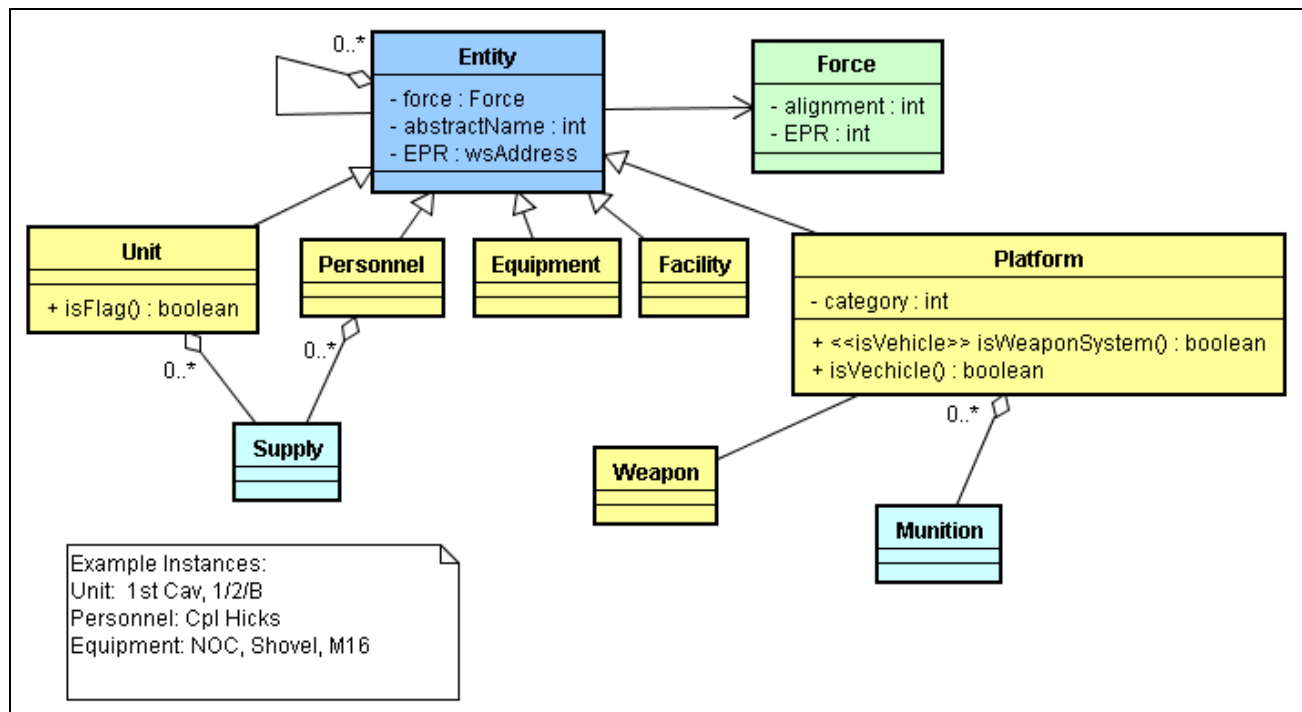 0..*
Entity
- force : Force
- abstractName : int
- EPR : wsAddress
Force
- alignment : int
- EPR : int
Unit
+ isFlag() : boolean
Personnel
Equipment
Facility
Platform
- category : int
+ <<isVehicle>> isWeaponSystem() : boolean
+ isVechicle() : boolean
0..*
0..*
0..*
Supply
Weapon
Munition
Example Instances:
Unit: 1st Cav, 1/2/B
Personnel: Cpl Hicks
Equipment: NOC, Shovel, M16